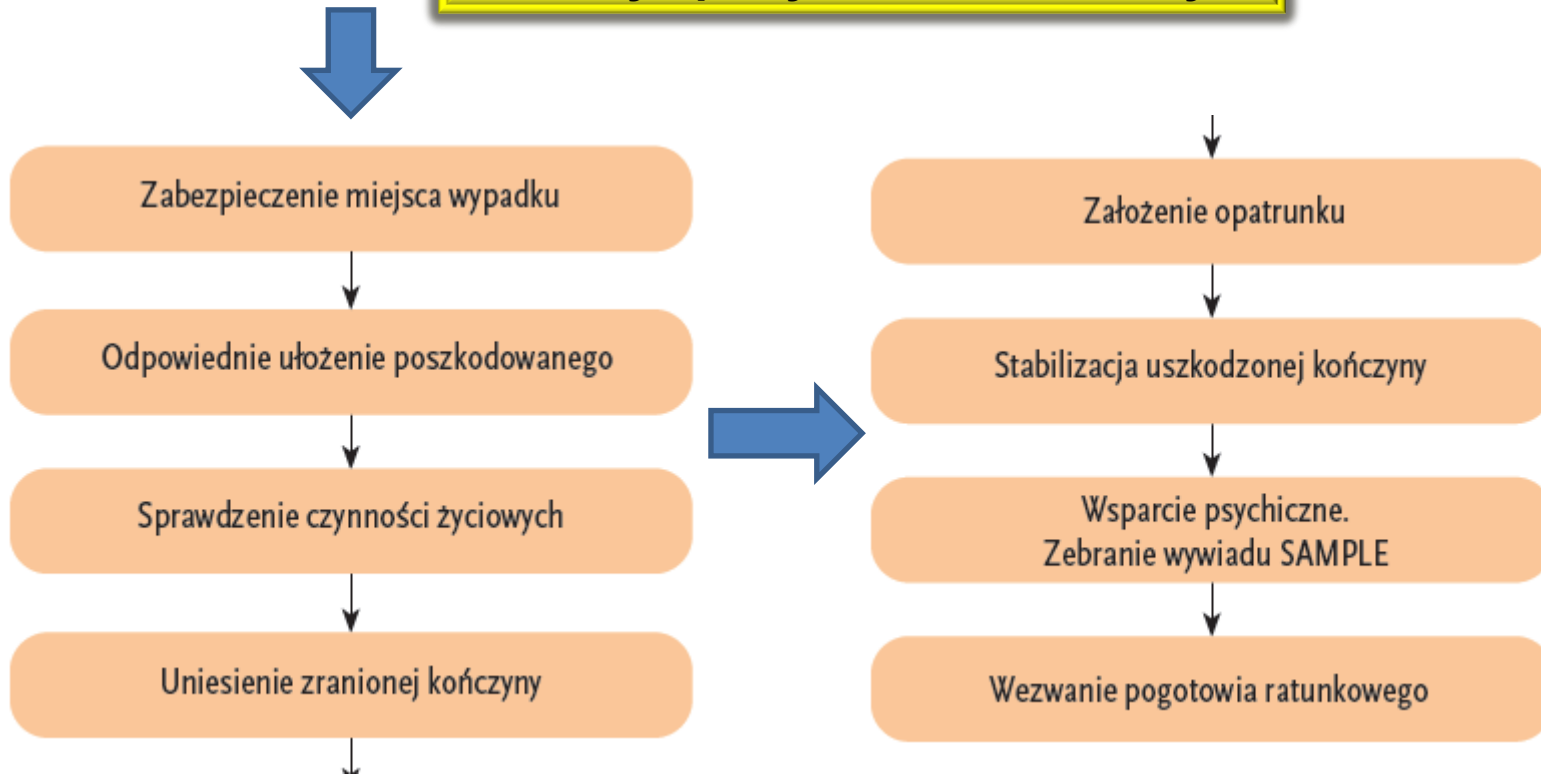 Zabezpieczenie miejsca wypadku
Odpowiednie ułożenie poszkodowanego
Sprawdzenie czynności życiowych
Uniesienie zranionej kończyny
Założenie opatrunku
Stabilizacja uszkodzonej kończyny
Wsparcie psychiczne.
Zebranie wywiadu SAMPLE
Wezwanie pogotowia ratunkowego